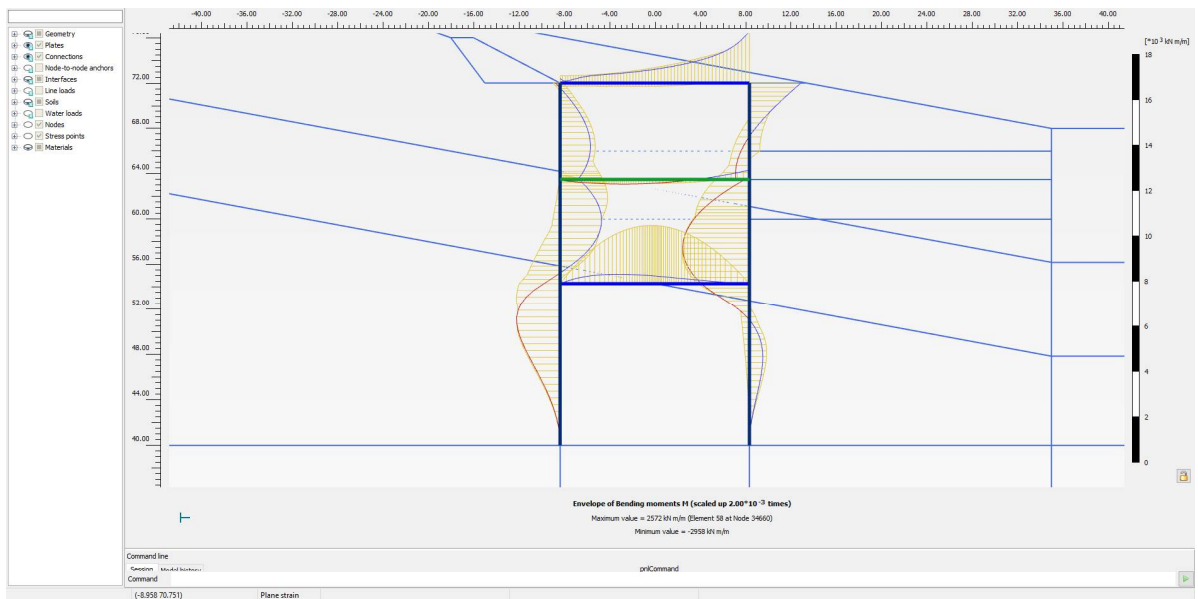 -40.00 -36.00 -32.00 -28.00 -24.00 -20.00 -16.00 -12.00 -8.00 -4.00 0.00 4.00 8.00 12.00 16.00 20.00 24.00 28.00 32.00 36.00 40.00
Geometry
Plates
Connections
Node-to-node anchors
Interfaces
Line loads
Soils
Water loads
Nodes
Stress points
Materials
72.00
68.00
64.00
60.00
56.00
52.00
48.00
44.00
40.00
[*10 3 kN m/m]
18
16
14
12
10
8
6
4
2
0
Envelope of Bending moments M (scaled up 2.00*10 -3 times)
Maximum value = 2572 kN m/m (Element 58 at Node 34660)
Minimum value = -2958 kN m/m
Command line
Session Model history
pnlCommand
Command
(-8.958 70.751) Plane strain